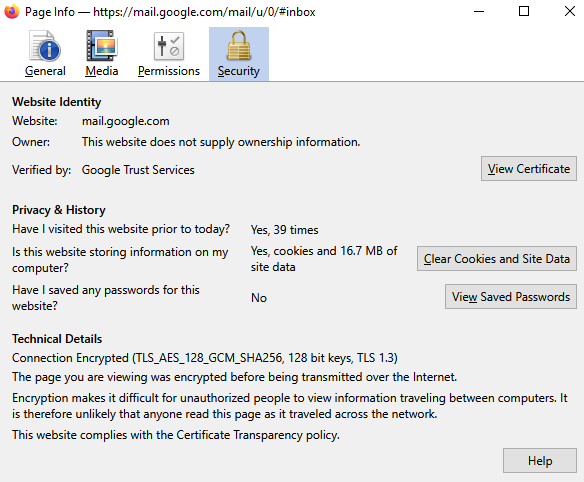 Page Info — https://mail.google.com/mail/u/0/#inbox
General Media Permissions Security
Website Identity
Website: mail.google.com
Owner: This website does not supply ownership information.
Verified by: Google Trust Services View Certificate
Privacy & History
Have I visited this website prior to today? Yes, 39 times
Is this website storing information on my Yes, cookies and 16.7 MB of Clear Cookies and Site Data
computer? site data
Have I saved any passwords for this No View Saved Passwords
website?
Technical Details
Connection Encrypted (TLS_AES_128_GCM_SHA256, 128 bit keys, TLS 1.3)
The page you are viewing was encrypted before being transmitted over the Internet.
Encryption makes it difficult for unauthorized people to view information traveling between computers. It
is therefore unlikely that anyone read this page as it traveled across the network.
This website complies with the Certificate Transparency policy.
Help